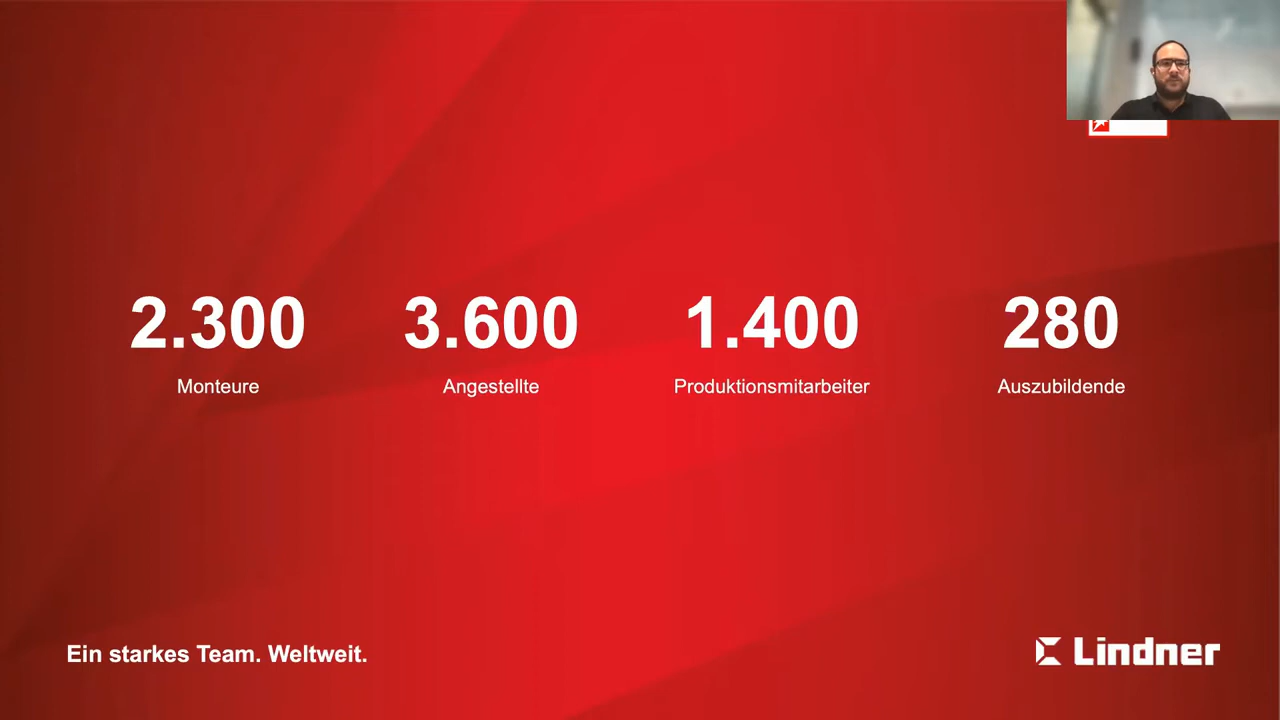 2.300
Monteure
3.600
Angestellte
1.400
Produktionsmitarbeiter
280
Auszubildende
Ein starkes Team. Weltweit.
Lindner